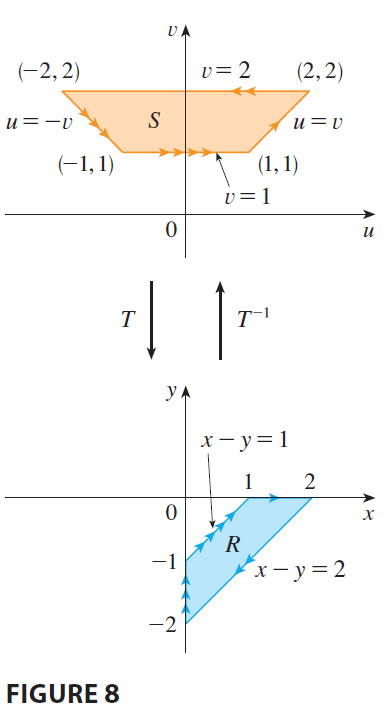 v
(−2, 2) v = 2 (2, 2)
u = −v S u = v
(−1, 1) (1, 1)
v = 1
0 u
T T⁻¹
y
x − y = 1
1 2
0 x
R
−1 x − y = 2
−2
FIGURE 8